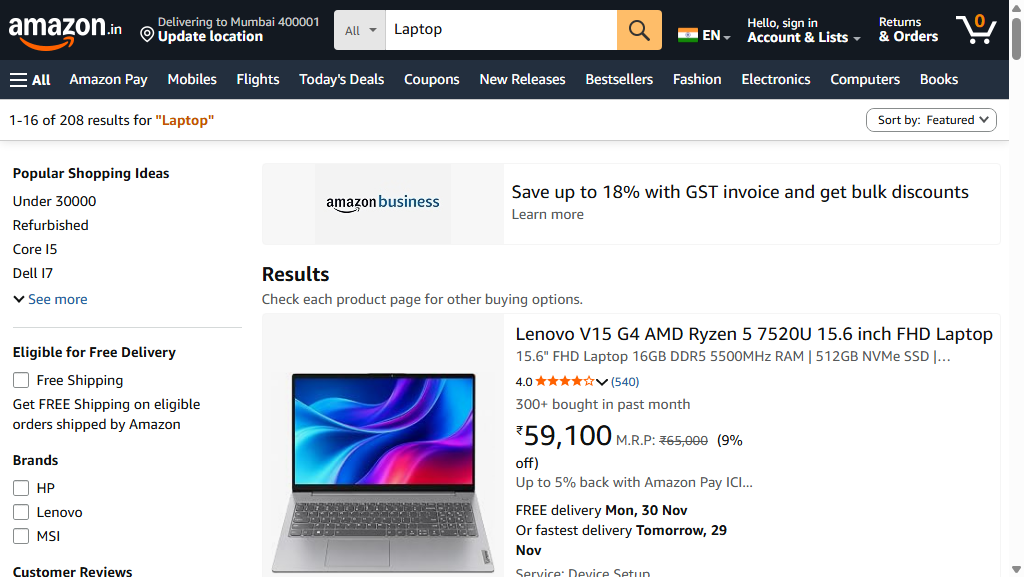 amazon.in
Delivering to Mumbai 400001
Update location
All
Laptop
EN
Hello, sign in
Account & Lists
Returns
& Orders
0
All
Amazon Pay
Mobiles
Flights
Today's Deals
Coupons
New Releases
Bestsellers
Fashion
Electronics
Computers
Books
1-16 of 208 results for "Laptop"
Sort by: Featured
Popular Shopping Ideas
Under 30000
Refurbished
Core I5
Dell I7
See more
Eligible for Free Delivery
Free Shipping
Get FREE Shipping on eligible
orders shipped by Amazon
Brands
HP
Lenovo
MSI
Customer Reviews
amazon business
Save up to 18% with GST invoice and get bulk discounts
Learn more
Results
Check each product page for other buying options.
Lenovo V15 G4 AMD Ryzen 5 7520U 15.6 inch FHD Laptop
15.6" FHD Laptop 16GB DDR5 5500MHz RAM | 512GB NVMe SSD |…
4.0 (540)
300+ bought in past month
₹59,100 M.R.P: ₹65,000 (9%
off)
Up to 5% back with Amazon Pay ICI…
FREE delivery Mon, 30 Nov
Or fastest delivery Tomorrow, 29
Nov
Service: Device Setup